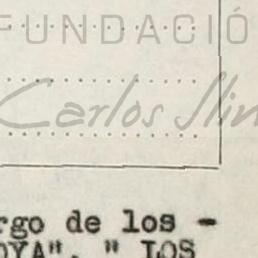 FUNDACIÓ
Carlos Slim
rgo de los -
OYA". " LOS